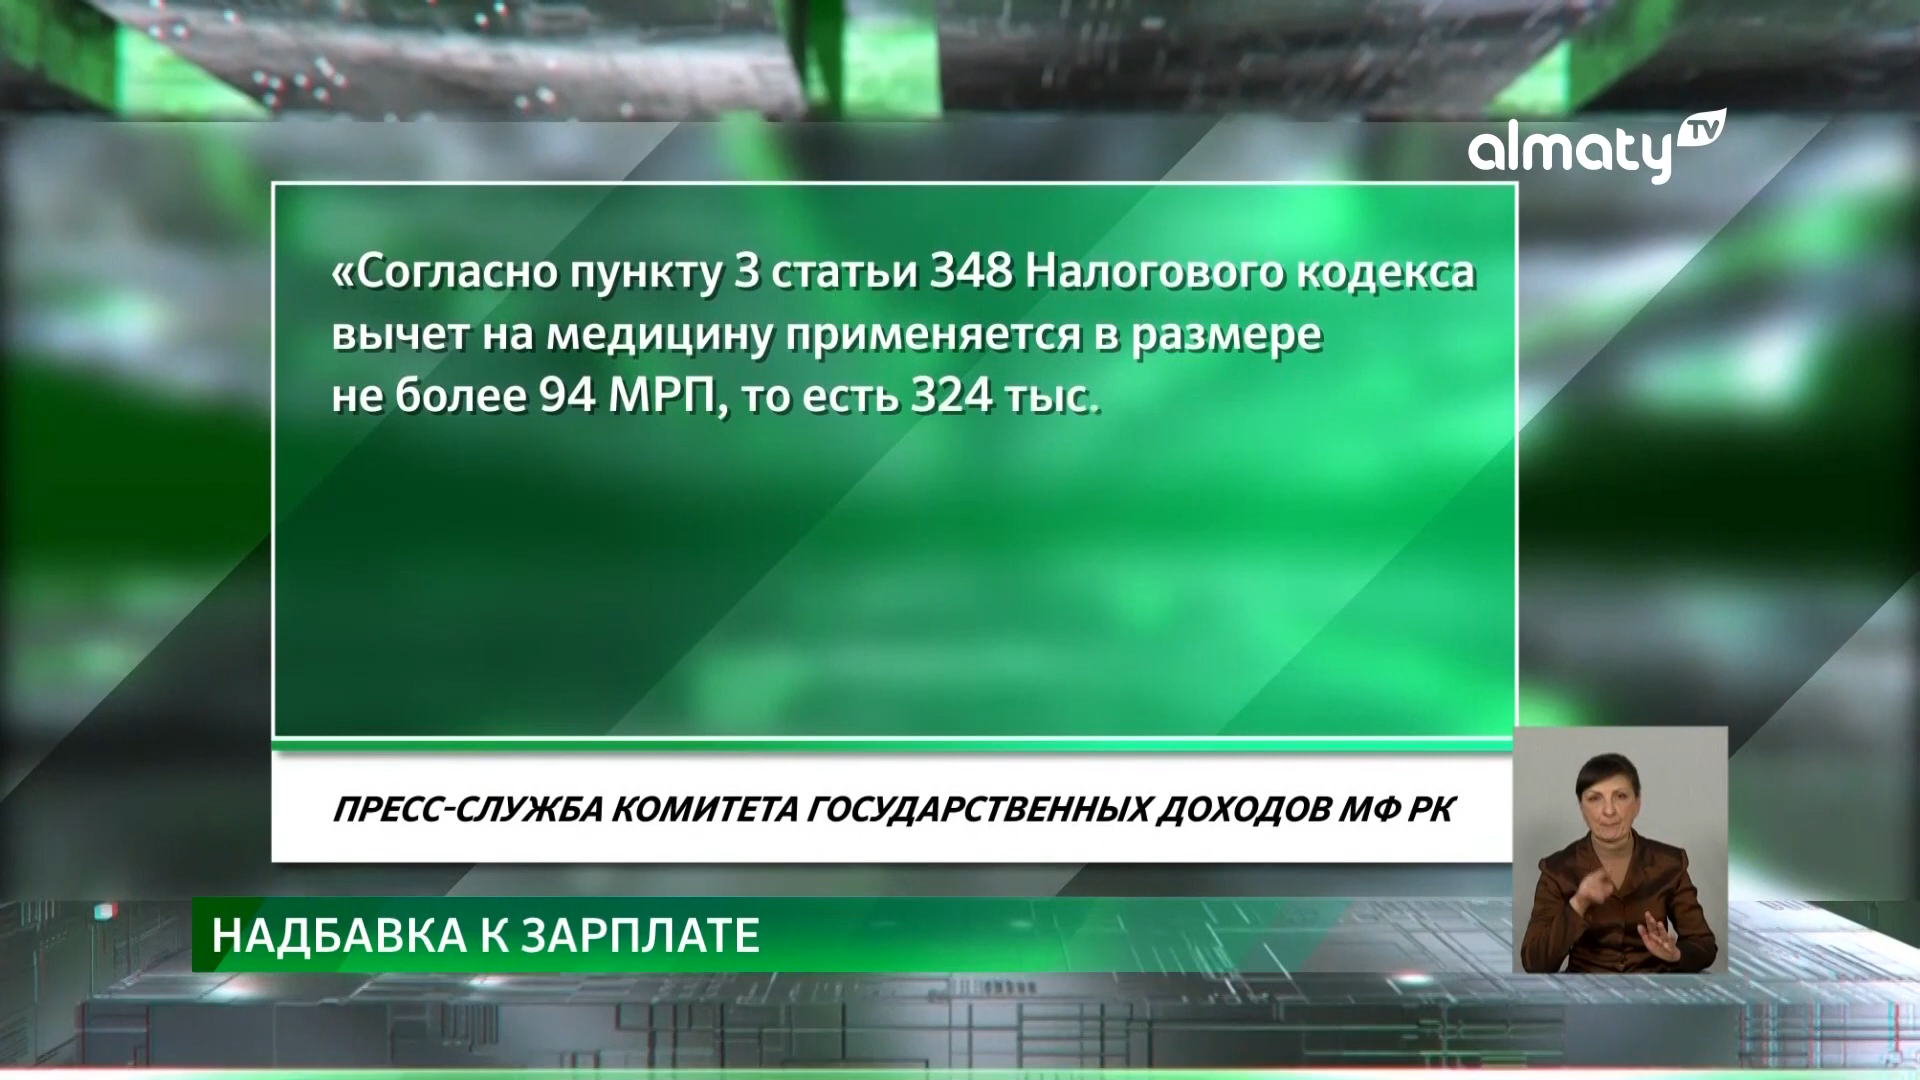 almaty TV
«Согласно пункту 3 статьи 348 Налогового кодекса
вычет на медицину применяется в размере
не более 94 МРП, то есть 324 тыс.
ПРЕСС-СЛУЖБА КОМИТЕТА ГОСУДАРСТВЕННЫХ ДОХОДОВ МФ РК
НАДБАВКА К ЗАРПЛАТЕ